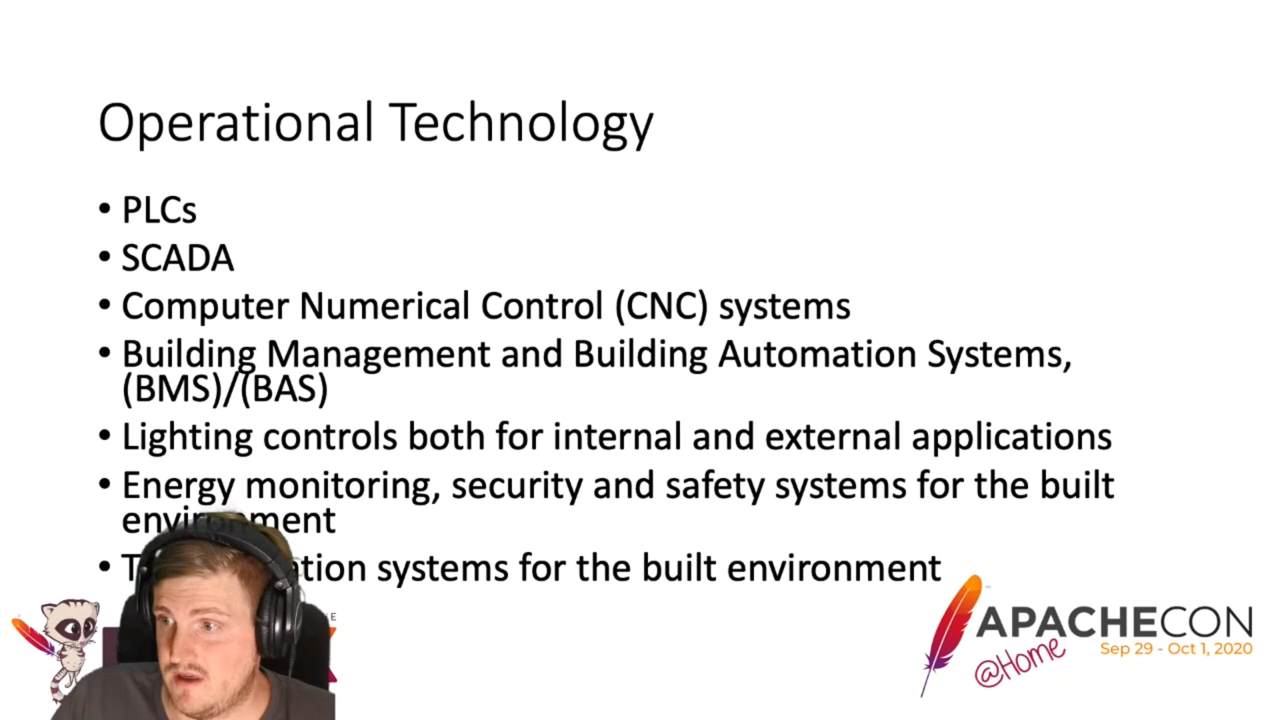 Operational Technology
• PLCs
• SCADA
• Computer Numerical Control (CNC) systems
• Building Management and Building Automation Systems,
(BMS)/(BAS)
• Lighting controls both for internal and external applications
• Energy monitoring, security and safety systems for the built
environment
• systems for the built environment
APACHECON
@Home
Sep 29 - Oct 1, 2020